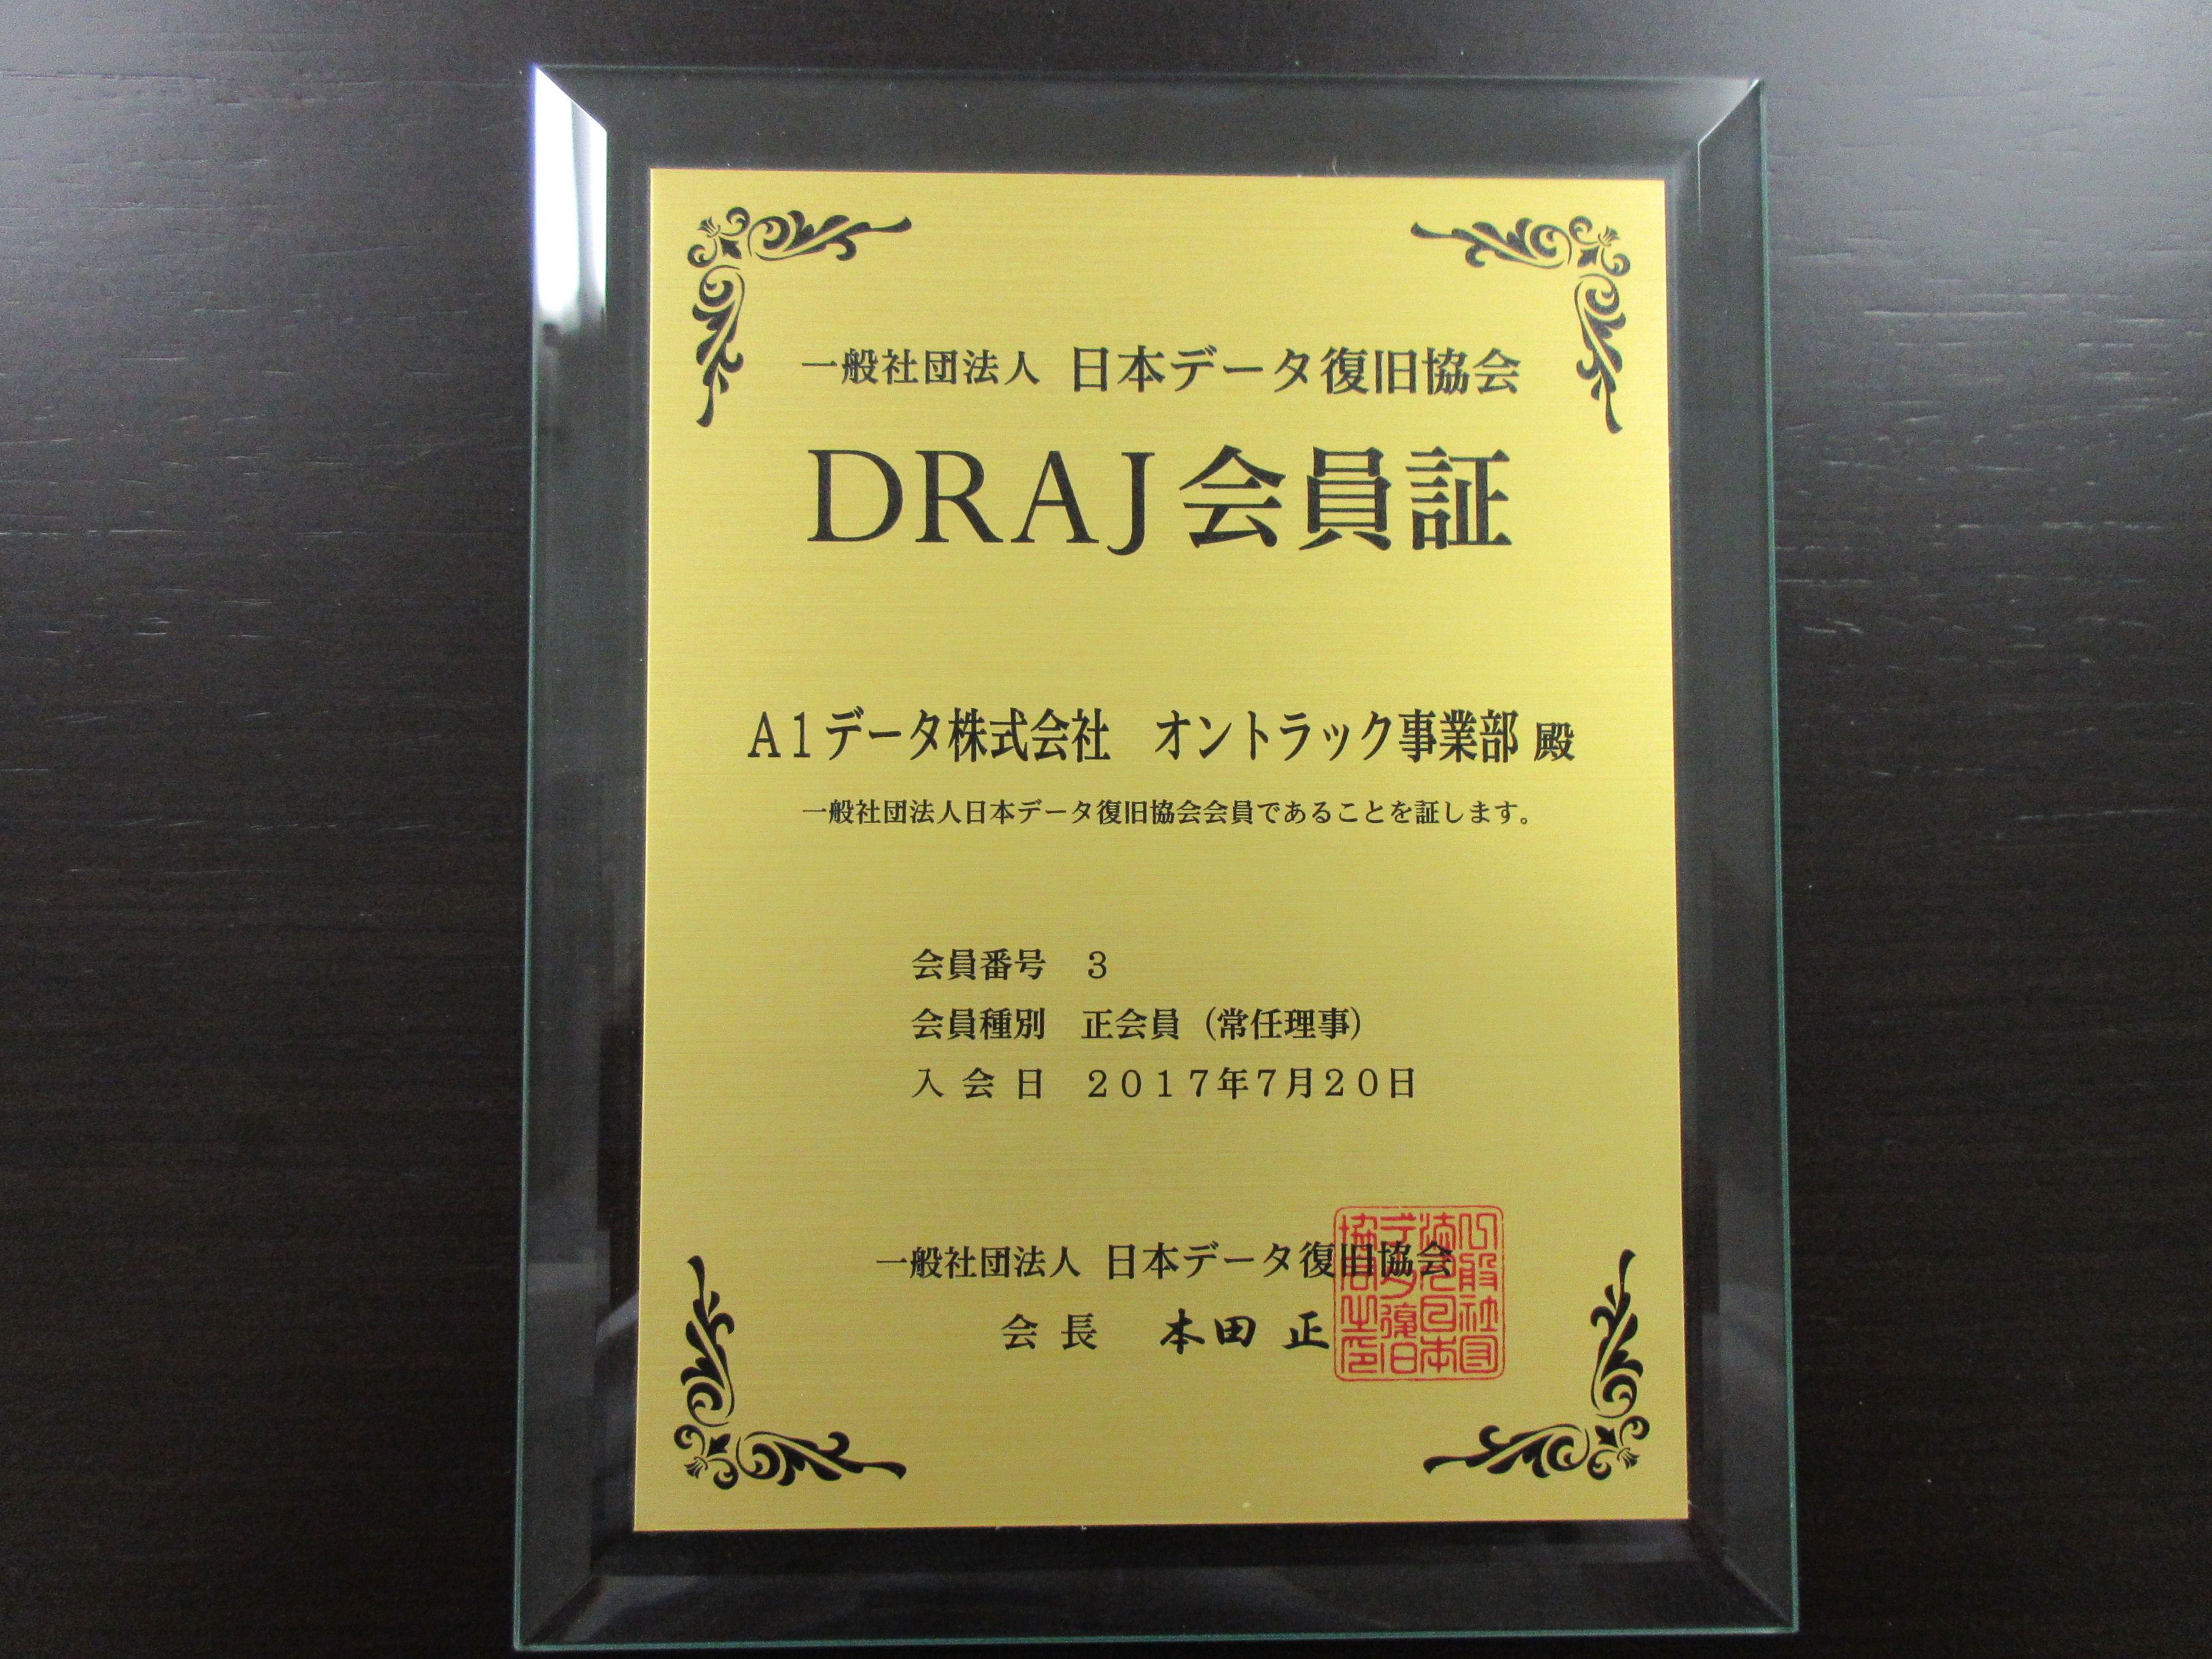 一般社団法人 日本データ復旧協会
DRAJ会員証
A1データ株式会社　オントラック事業部 殿
一般社団法人日本データ復旧協会会員であることを証します。
会員番号　3
会員種別　正会員（常任理事）
入 会 日　２０１７年７月２０日
一般社団法人 日本データ復旧協会
会 長　本田 正